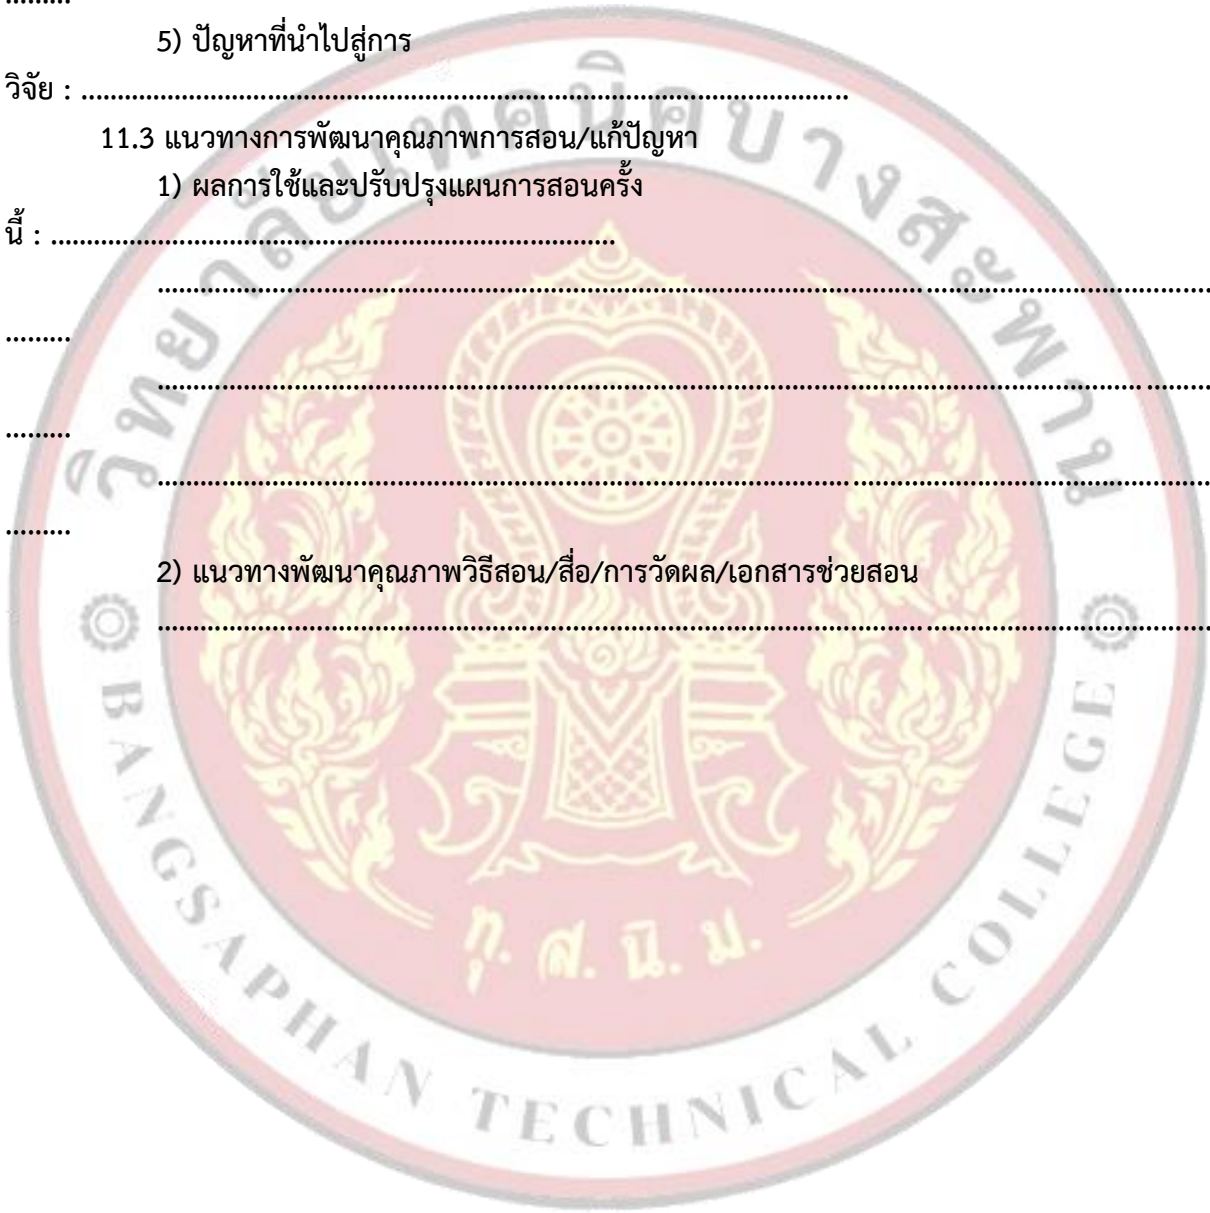 .........
5) ปัญหาที่นำไปสู่การ
วิจัย : ............................................................................................................
11.3 แนวทางการพัฒนาคุณภาพการสอน/แก้ปัญหา
1) ผลการใช้และปรับปรุงแผนการสอนครั้ง
นี้ : ...............................................................................
....................................................................................................................................................
.........
.......................................................................................................................................... .........
.........
................................................................................................. ..................................................
.........
2) แนวทางพัฒนาคุณภาพวิธีสอน/สื่อ/การวัดผล/เอกสารช่วยสอน
........................................................................................................... ........................................
วิทยาลัยเทคนิคบางสะพาน
ทุ. ส. นิ. ม.
BANGSAPHAN TECHNICAL COLLEGE